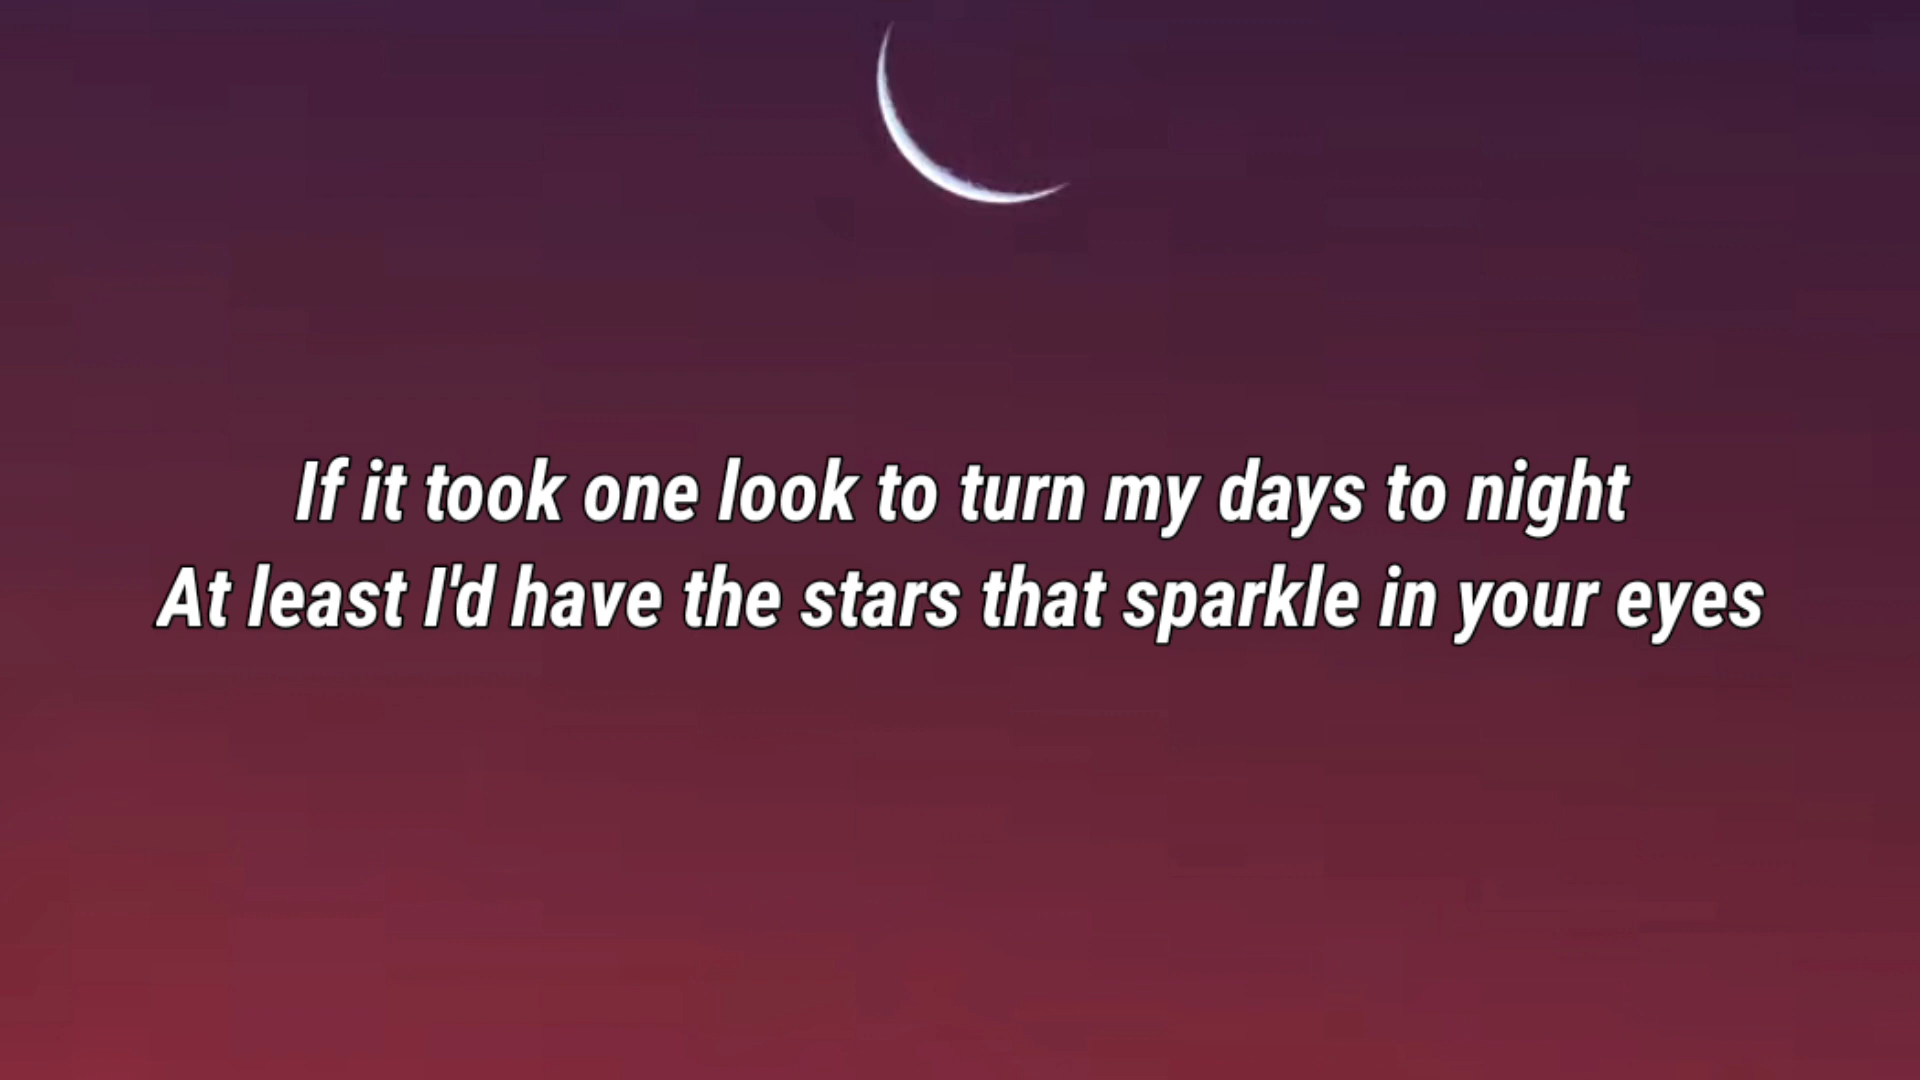 If it took one look to turn my days to night
At least I'd have the stars that sparkle in your eyes